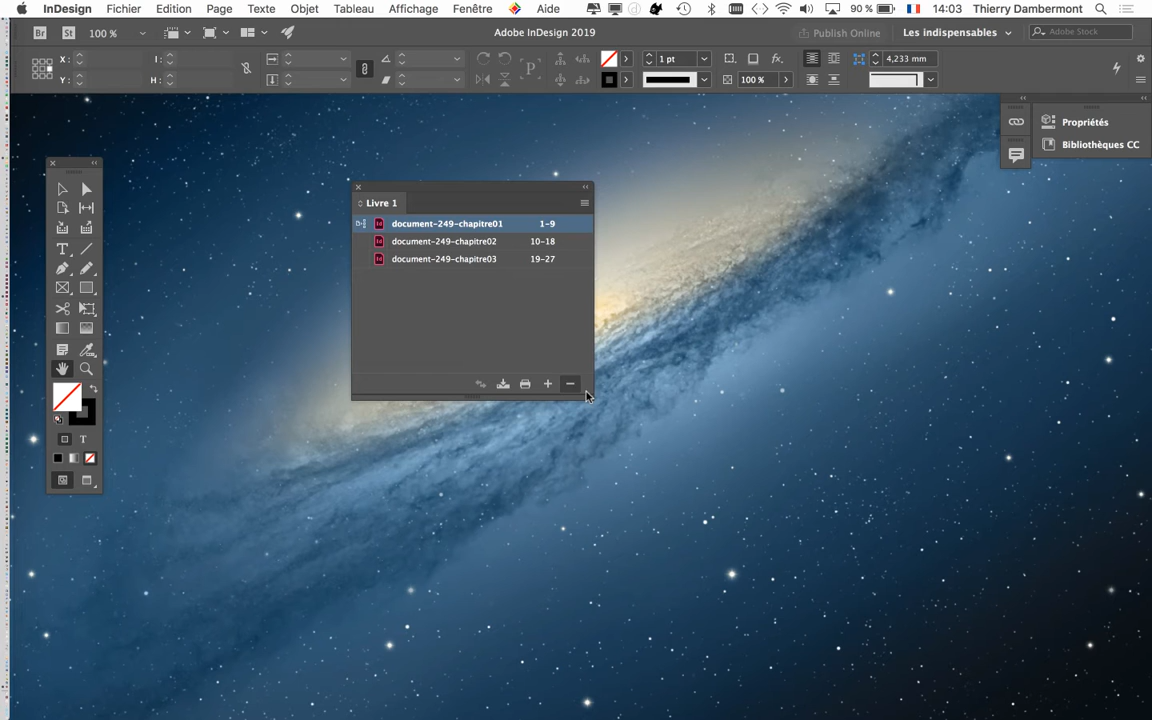 InDesign Fichier Edition Page Texte Objet Tableau Affichage Fenêtre Aide 90 % 14:03 Thierry Dambermont
Br St 100 % Adobe InDesign 2019 Publish Online Les indispensables Adobe Stock
X: I: P 1 pt fx. 4,233 mm
Y: H: 100 %
Propriétés
Bibliothèques CC
Livre 1
document-249-chapitre01 1-9
document-249-chapitre02 10-18
document-249-chapitre03 19-27
T
T